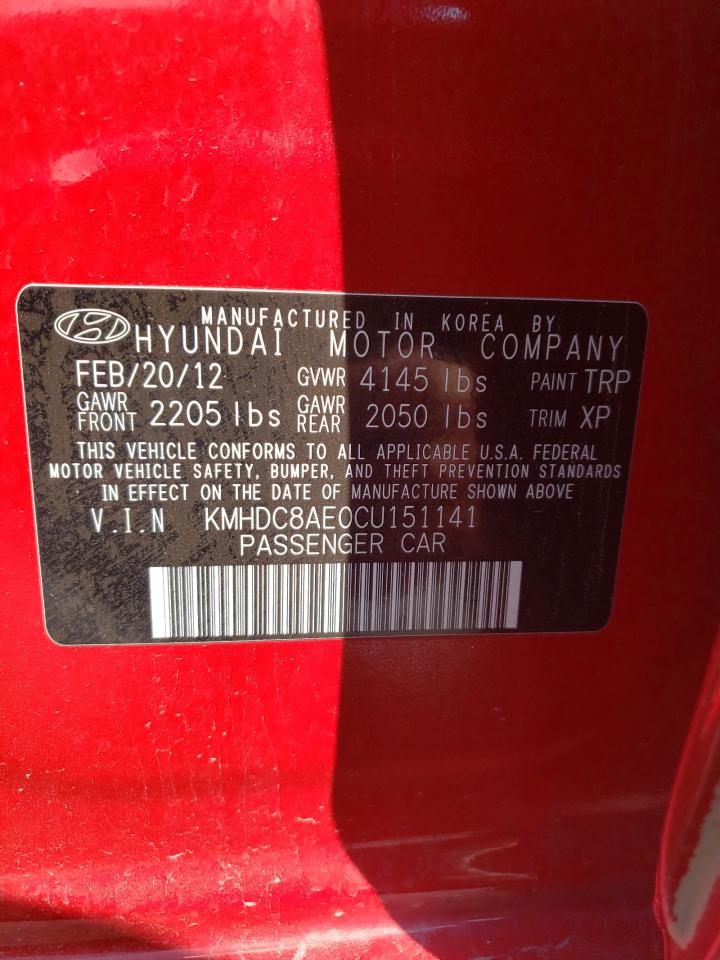 MANUFACTURED IN KOREA BY
HYUNDAI MOTOR COMPANY
FEB/20/12 GVWR 4145 lbs PAINT TRP
GAWR FRONT 2205 lbs GAWR REAR 2050 lbs TRIM XP
THIS VEHICLE CONFORMS TO ALL APPLICABLE U.S.A. FEDERAL
MOTOR VEHICLE SAFETY, BUMPER, AND THEFT PREVENTION STANDARDS
IN EFFECT ON THE DATE OF MANUFACTURE SHOWN ABOVE
V.I.N KMHDC8AE0CU151141
PASSENGER CAR